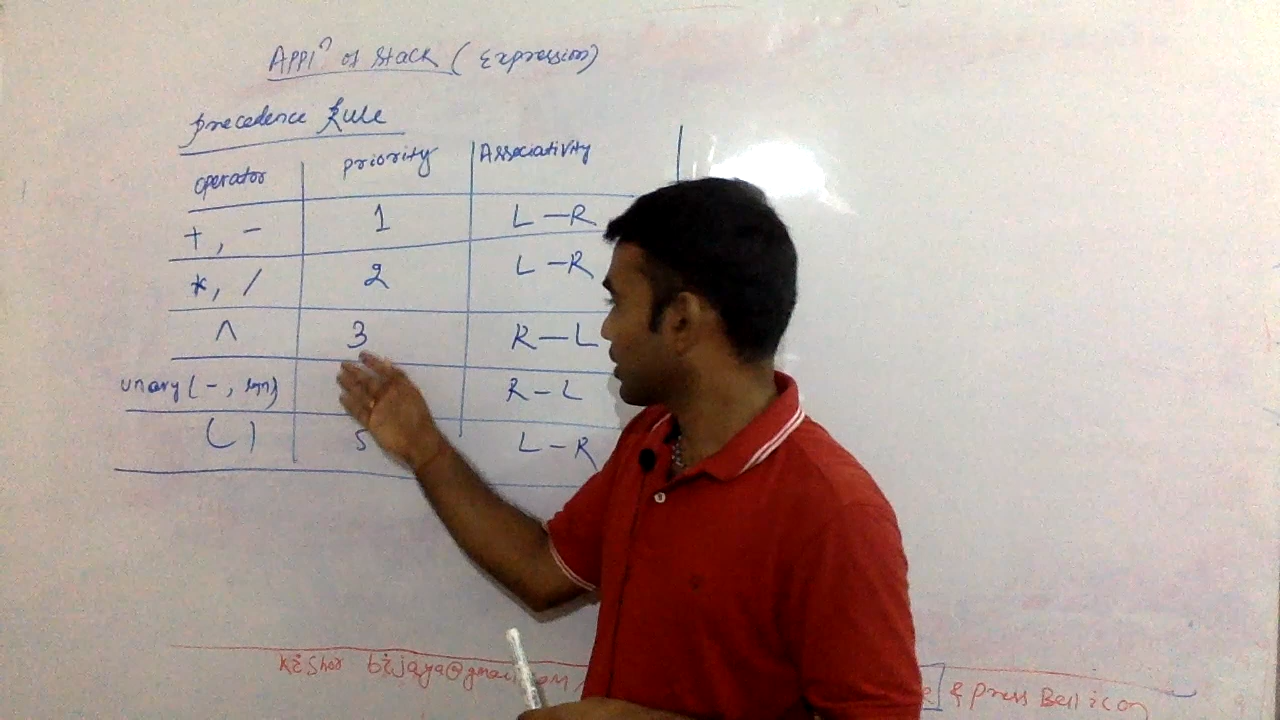 Appln of stack (Expression)
precedence Rule
operator priority Associativity
+, - 1 L-R
*, / 2 L-R
^ 3 R-L
unary(-, sqn) R-L
( ) 5 L-R
kishor bijaya@gmail.com
& press Bell icon